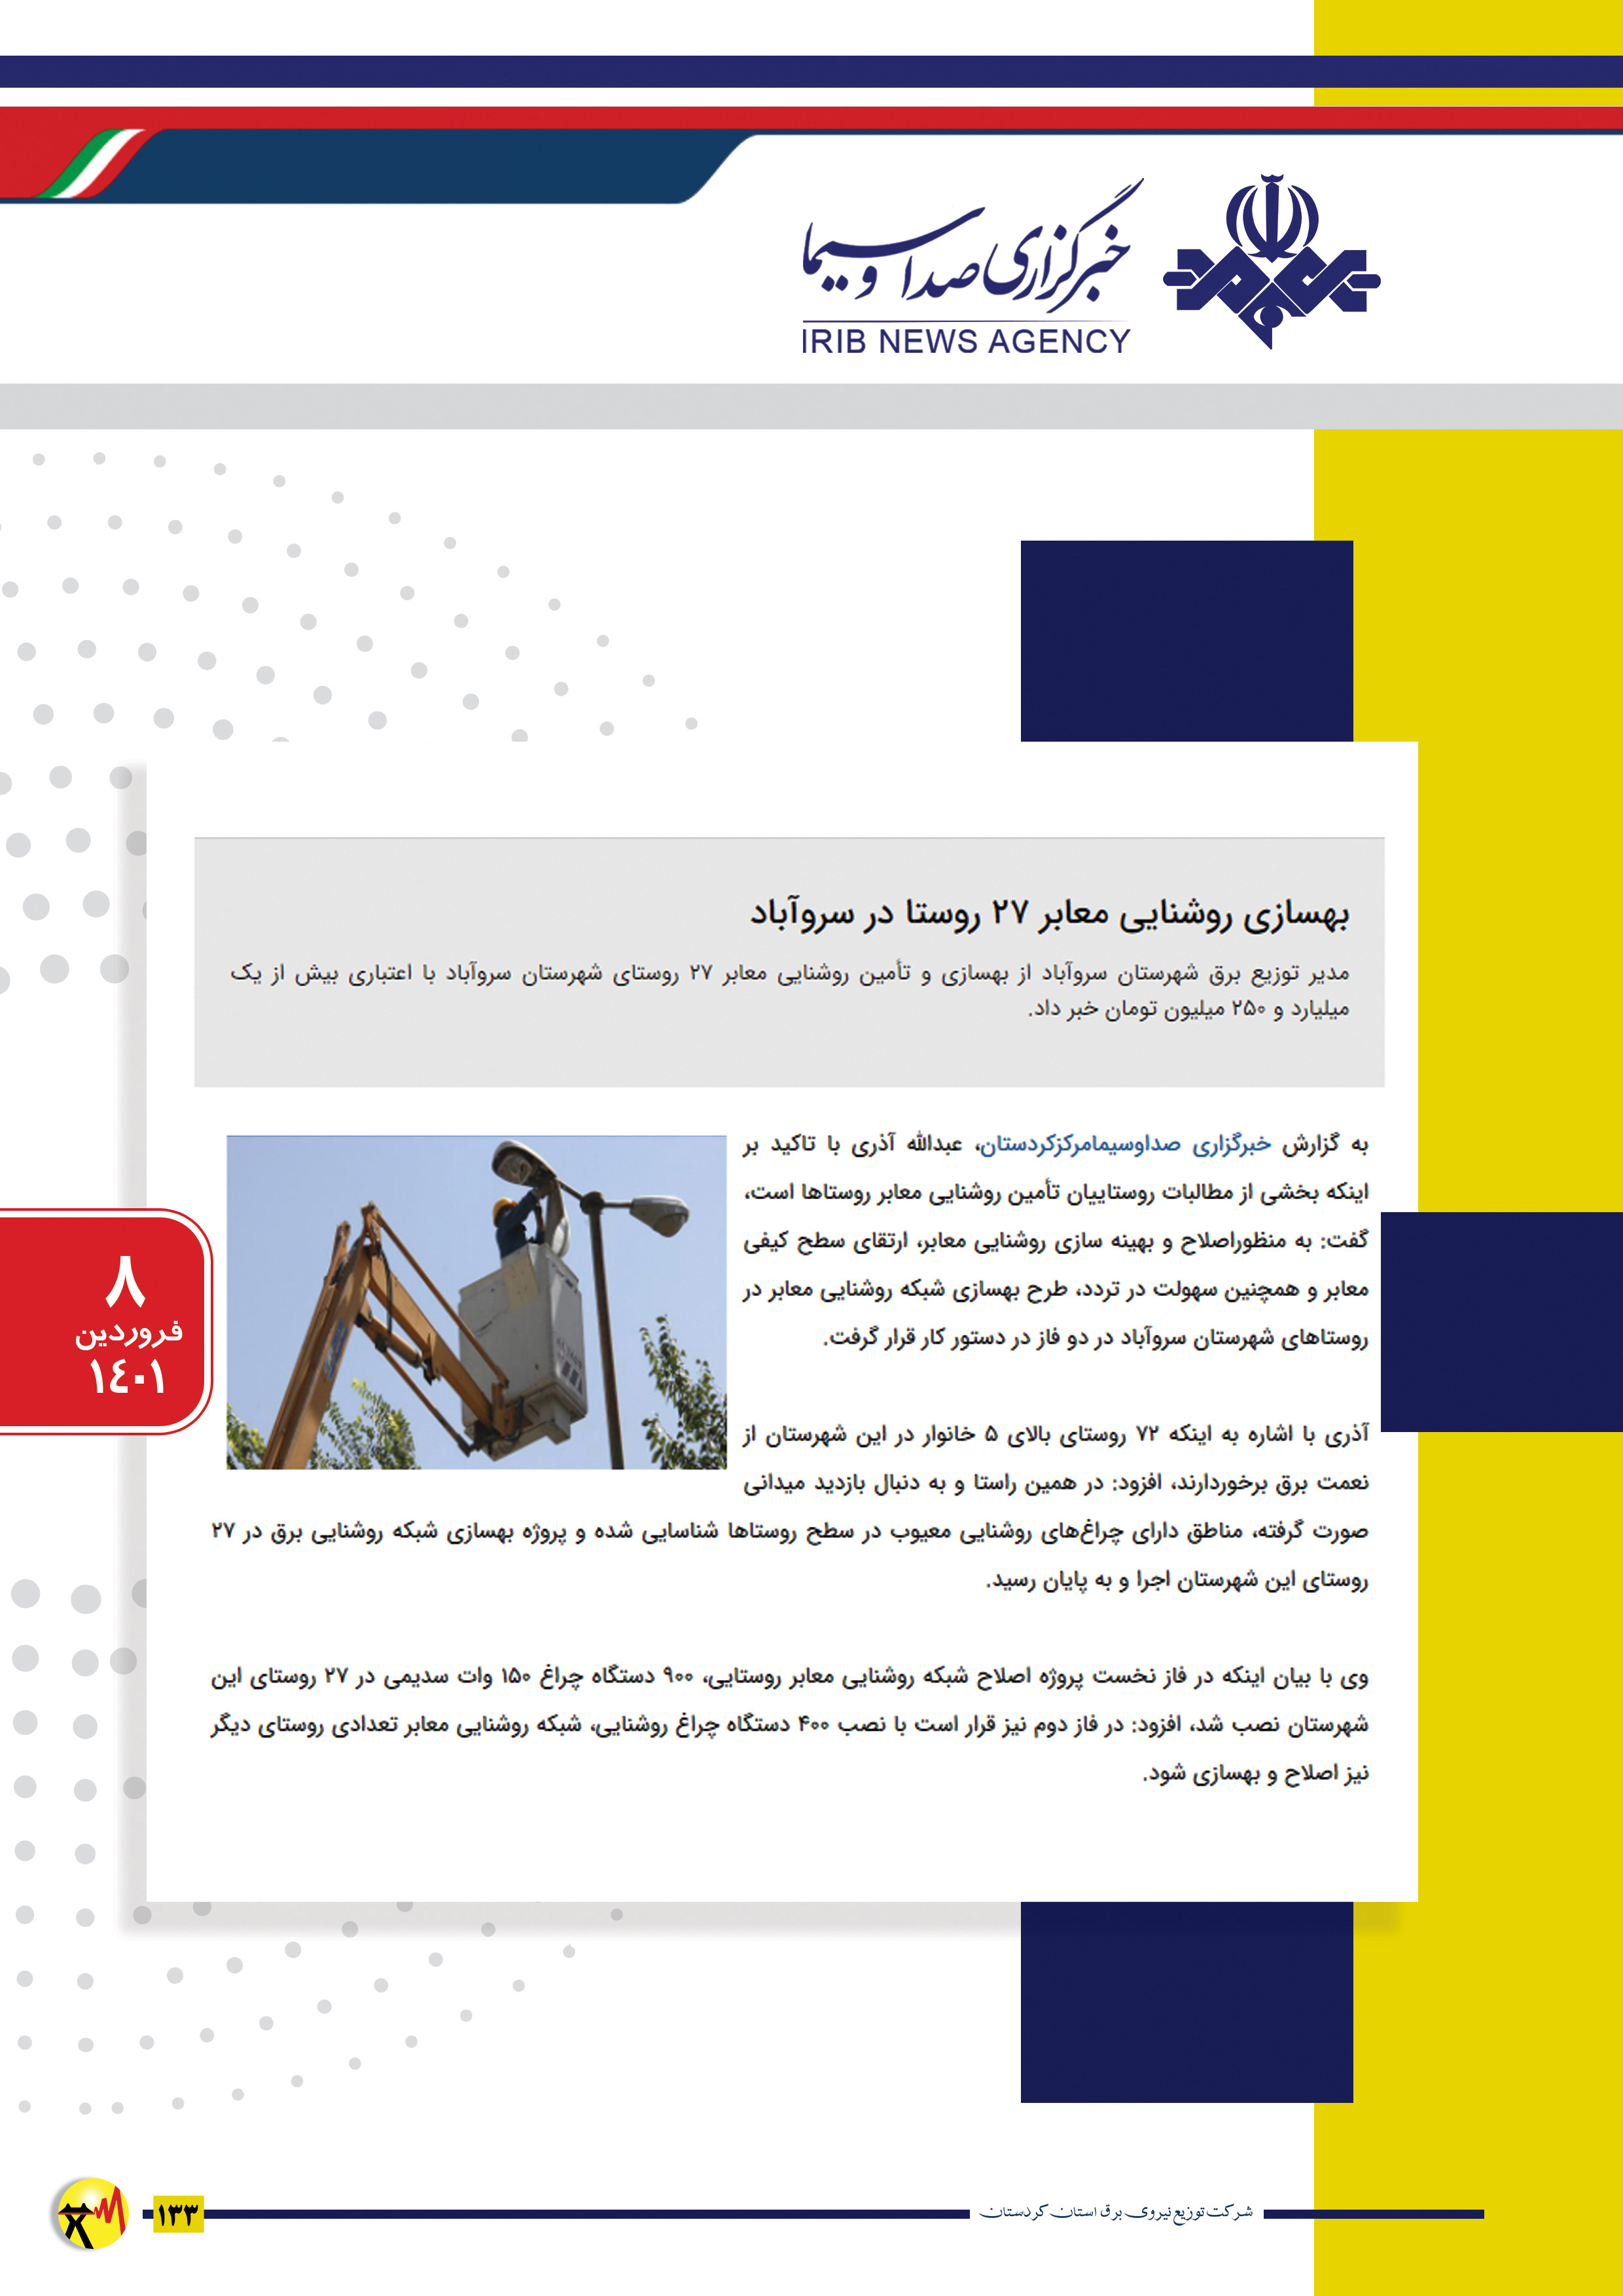 خبرگزاری صدا و سیما
IRIB NEWS AGENCY
بهسازی روشنایی معابر ۲۷ روستا در سروآباد
مدیر توزیع برق شهرستان سروآباد از بهسازی و تأمین روشنایی معابر ۲۷ روستای شهرستان سروآباد با اعتباری بیش از یک
میلیارد و ۲۵۰ میلیون تومان خبر داد.
به گزارش خبرگزاری صداوسیمامرکزکردستان، عبدالله آذری با تاکید بر
اینکه بخشی از مطالبات روستاییان تأمین روشنایی معابر روستاها است،
گفت: به منظوراصلاح و بهینه سازی روشنایی معابر، ارتقای سطح کیفی
معابر و همچنین سهولت در تردد، طرح بهسازی شبکه روشنایی معابر در
روستاهای شهرستان سروآباد در دو فاز در دستور کار قرار گرفت.
آذری با اشاره به اینکه ۷۲ روستای بالای ۵ خانوار در این شهرستان از
نعمت برق برخوردارند، افزود: در همین راستا و به دنبال بازدید میدانی
صورت گرفته، مناطق دارای چراغ‌های روشنایی معیوب در سطح روستاها شناسایی شده و پروژه بهسازی شبکه روشنایی برق در ۲۷
روستای این شهرستان اجرا و به پایان رسید.
وی با بیان اینکه در فاز نخست پروژه اصلاح شبکه روشنایی معابر روستایی، ۹۰۰ دستگاه چراغ ۱۵۰ وات سدیمی در ۲۷ روستای این
شهرستان نصب شد، افزود: در فاز دوم نیز قرار است با نصب ۴۰۰ دستگاه چراغ روشنایی، شبکه روشنایی معابر تعدادی روستای دیگر
نیز اصلاح و بهسازی شود.
۸
فروردین
۱۴۰۱
شرکت توزیع نیروی برق استان کردستان
۱۳۳